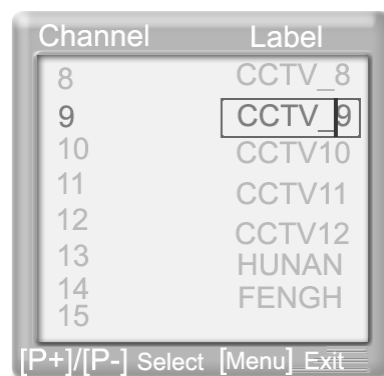 Channel Label
8 CCTV_8
9 CCTV_9
10 CCTV10
11 CCTV11
12 CCTV12
13 HUNAN
14 FENGH
15
[P+]/[P-] Select [Menu] Exit